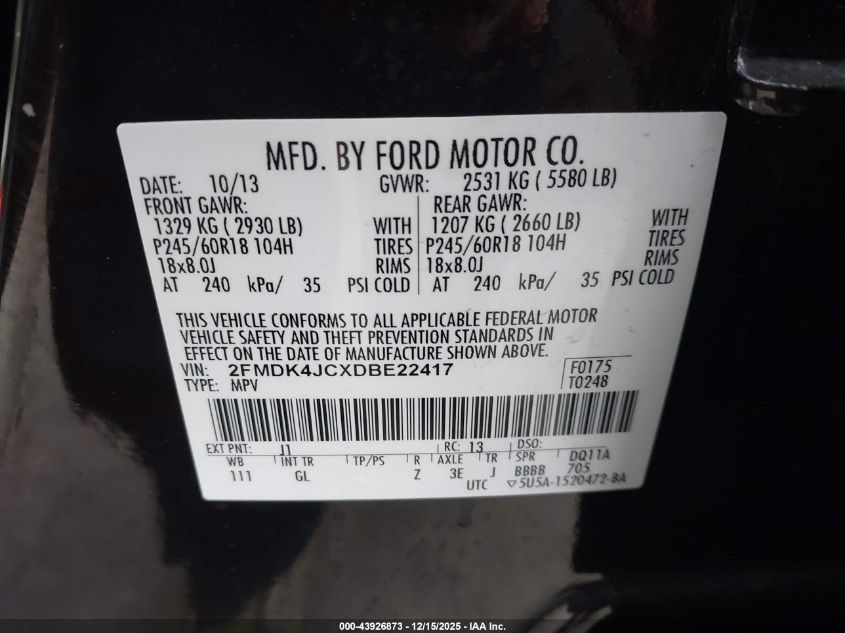 MFD. BY FORD MOTOR CO.
DATE: 10/13 GVWR: 2531 KG ( 5580 LB)
FRONT GAWR: REAR GAWR:
1329 KG ( 2930 LB) WITH 1207 KG ( 2660 LB) WITH
P245/60R18 104H TIRES P245/60R18 104H TIRES
18x8.0J RIMS 18x8.0J RIMS
AT 240 kPa/ 35 PSI COLD AT 240 kPa/ 35 PSI COLD
THIS VEHICLE CONFORMS TO ALL APPLICABLE FEDERAL MOTOR
VEHICLE SAFETY AND THEFT PREVENTION STANDARDS IN
EFFECT ON THE DATE OF MANUFACTURE SHOWN ABOVE.
VIN: 2FMDK4JCXDBE22417 F0175
TYPE: MPV T0248
EXT PNT: J1 RC: 13 DSO:
WB INT TR TP/PS R AXLE TR SPR DQ11A
111 GL Z 3E J BBBB 705
UTC ▽5U5A-1520472-BA
000-43926873 - 12/15/2025 - IAA Inc.